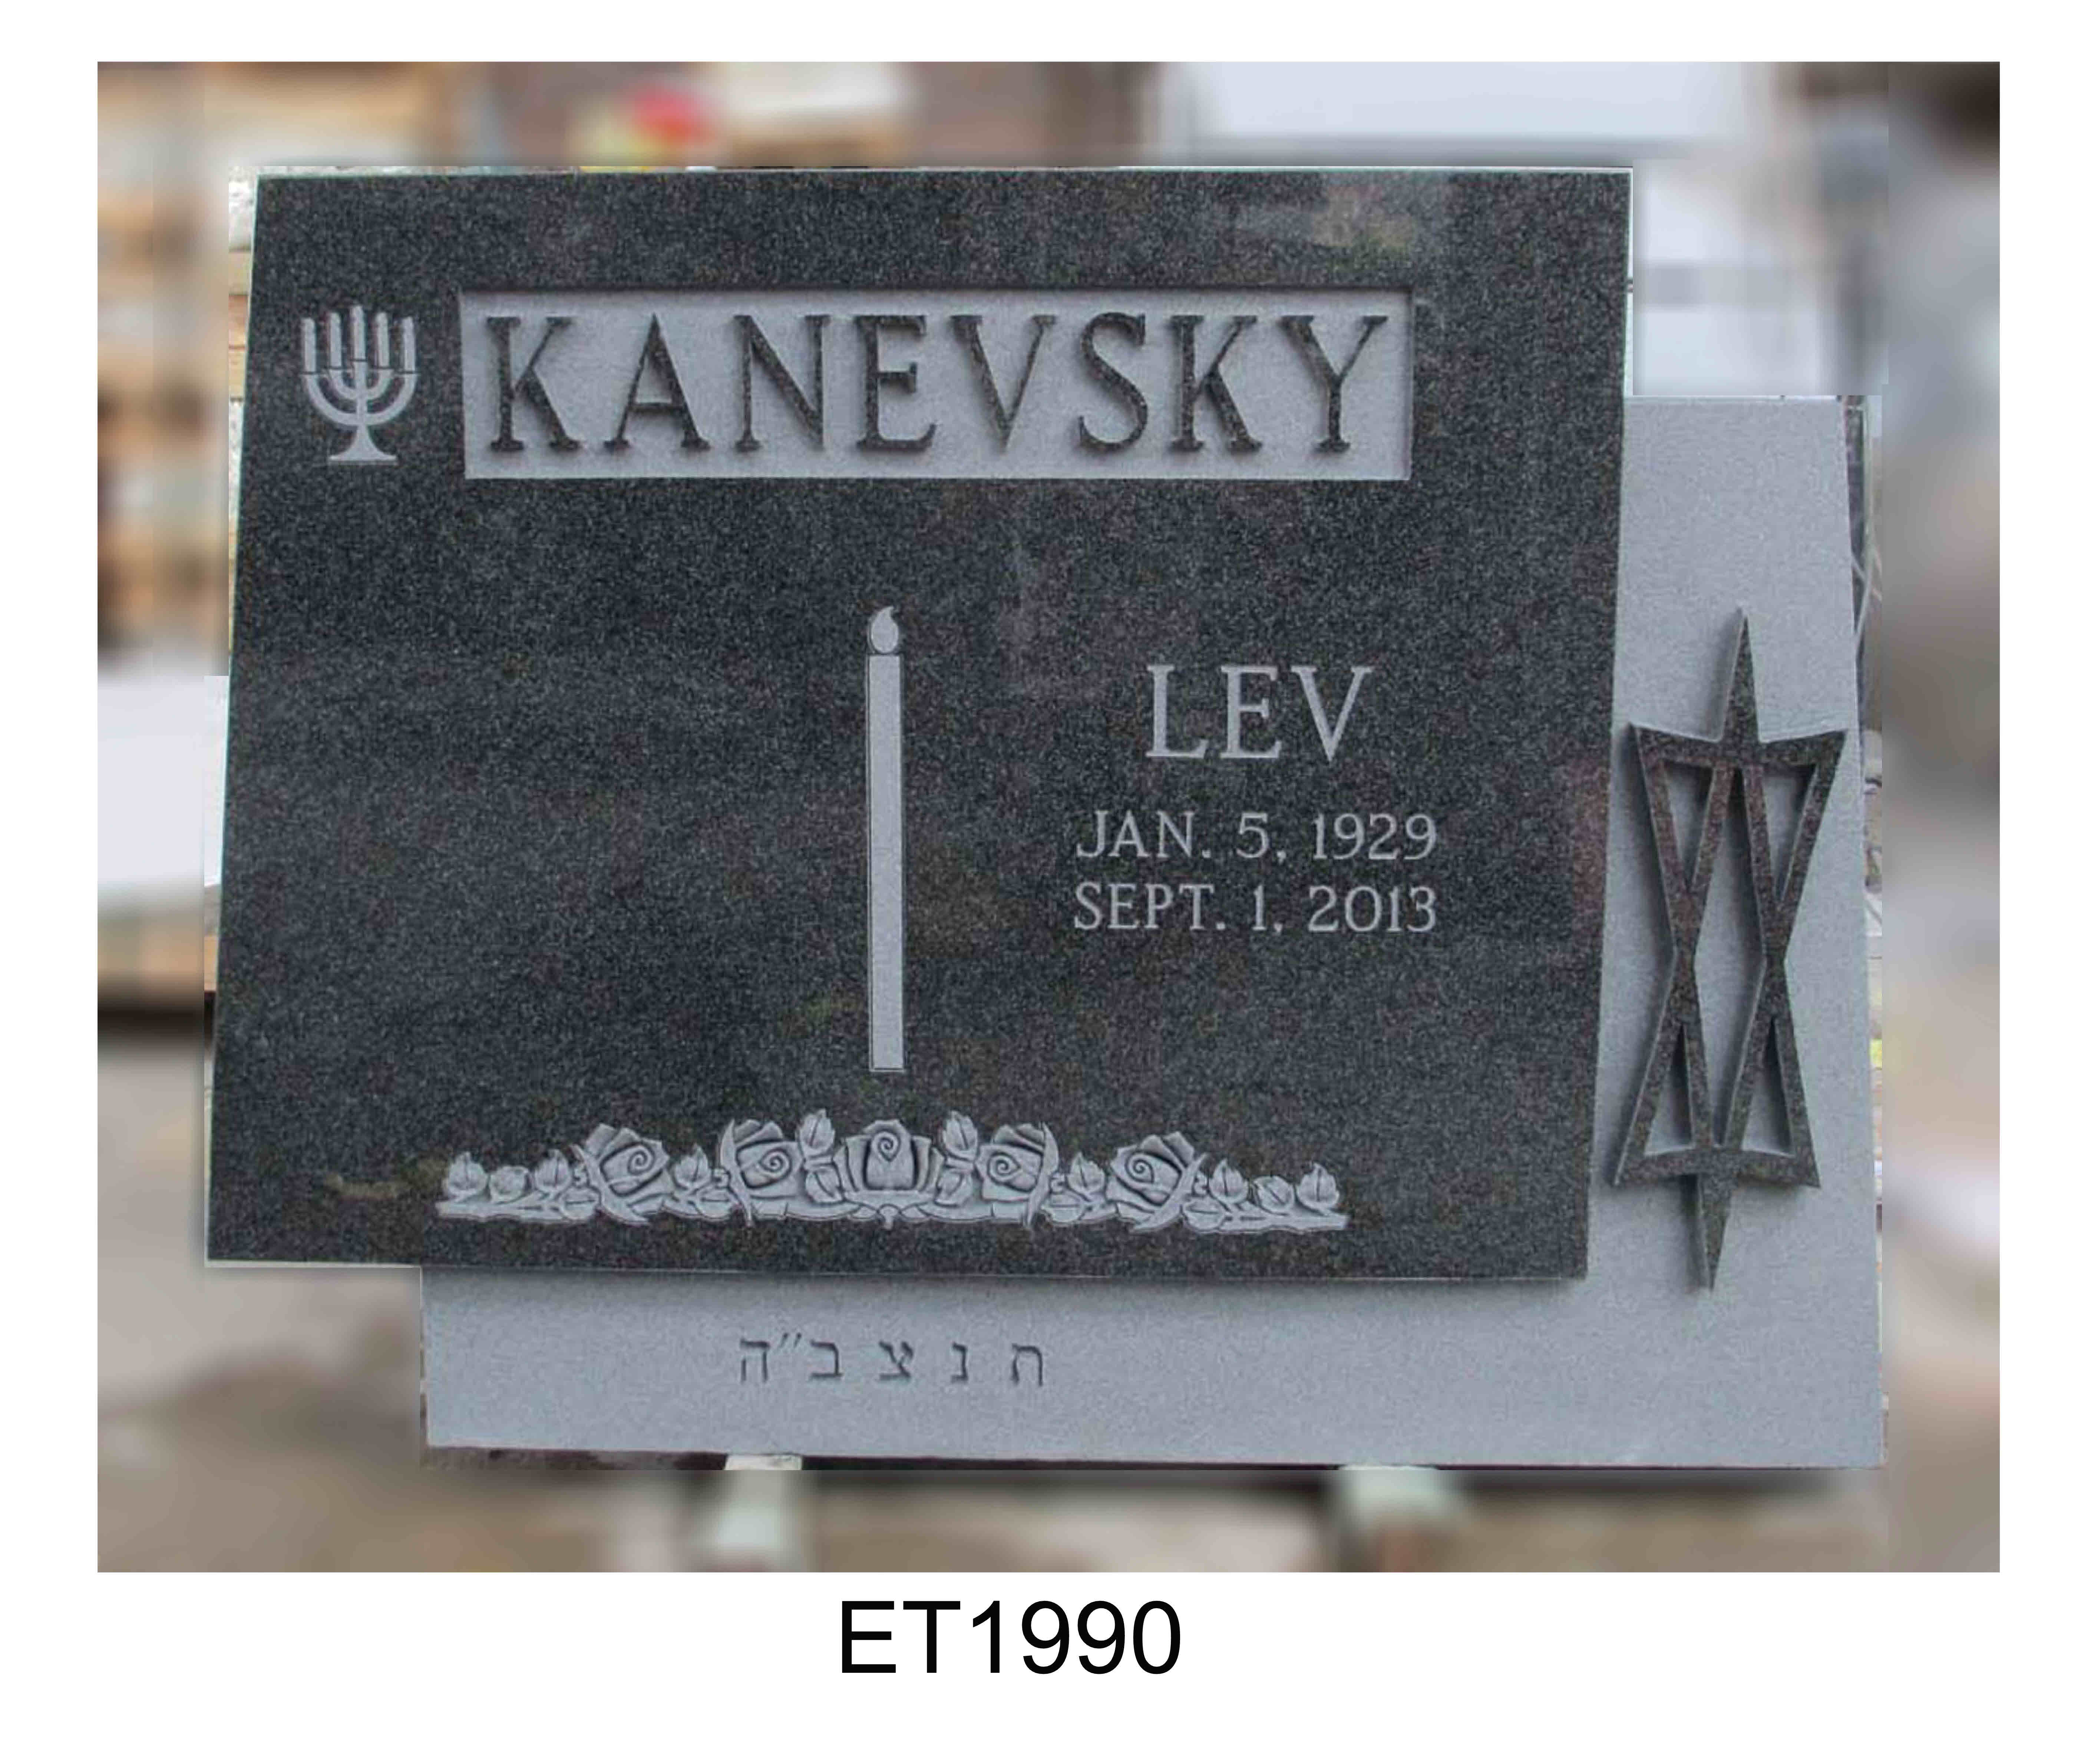 KANEVSKY
LEV
JAN. 5, 1929
SEPT. 1, 2013
ת נ צ ב״ה
ET1990